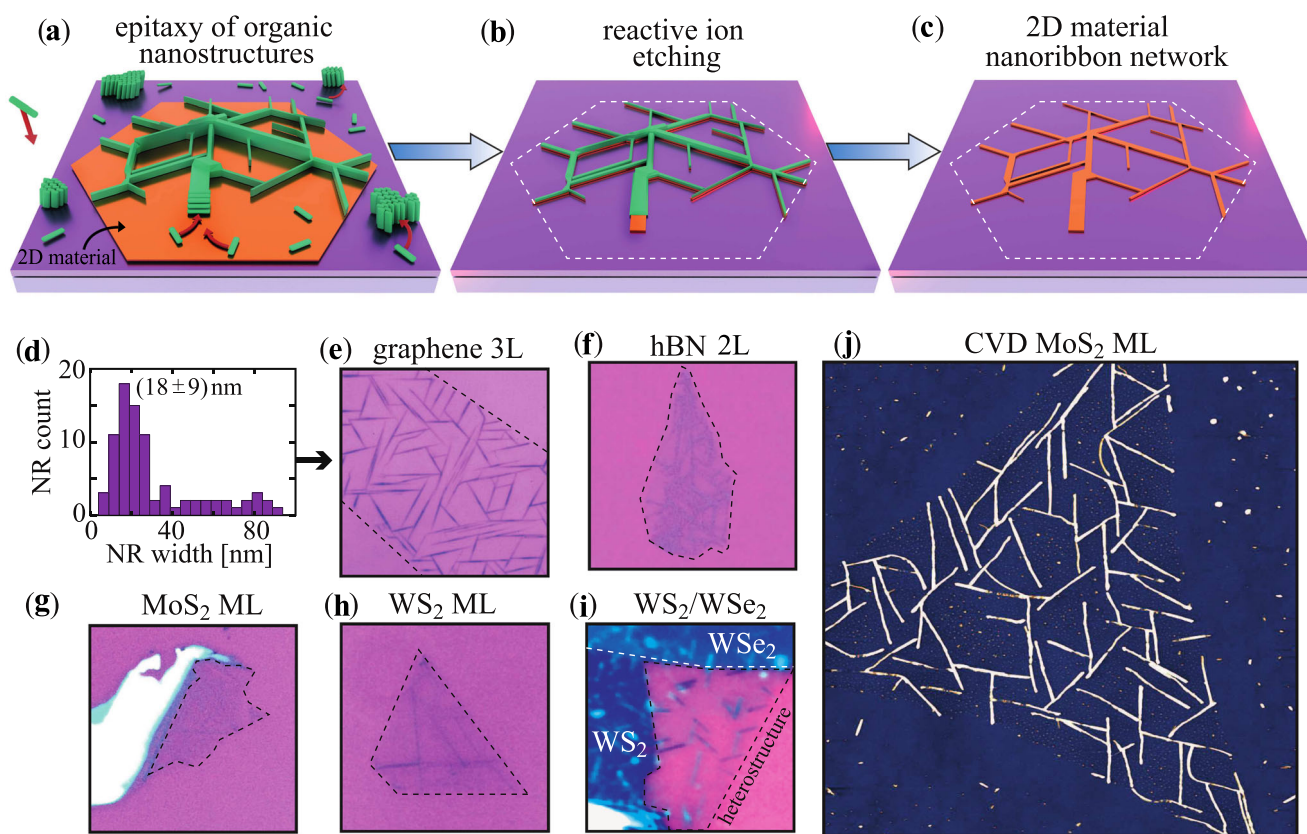 (a)
epitaxy of organic
nanostructures
2D material
(b)
reactive ion
etching
(c)
2D material
nanoribbon network
(d)
20
10
0
0
40
80
NR count
NR width [nm]
(18±9) nm
(e)
graphene 3L
(f)
hBN 2L
(g)
MoS₂ ML
(h)
WS₂ ML
(i)
WS₂/WSe₂
WSe₂
WS₂
heterostructure
(j)
CVD MoS₂ ML